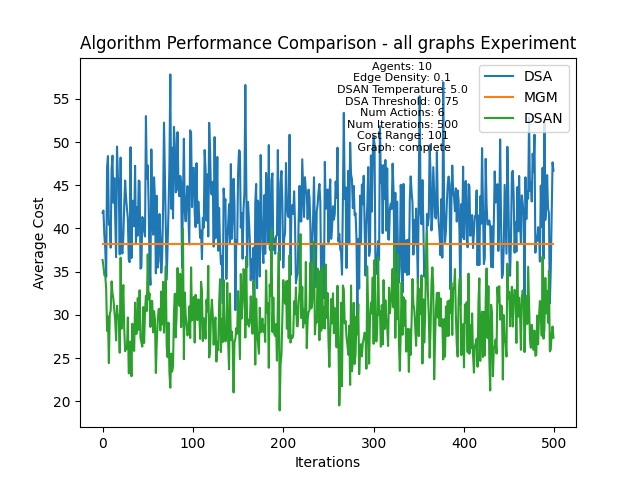 Algorithm Performance Comparison - all graphs Experiment
Agents: 10
Edge Density: 0.1
DSAN Temperature: 5.0
DSA Threshold: 0.75
Num Actions: 6
Num Iterations: 500
Cost Range: 101
Graph: complete
DSA
MGM
DSAN
55
50
45
40
35
30
25
20
Average Cost
0 100 200 300 400 500
Iterations